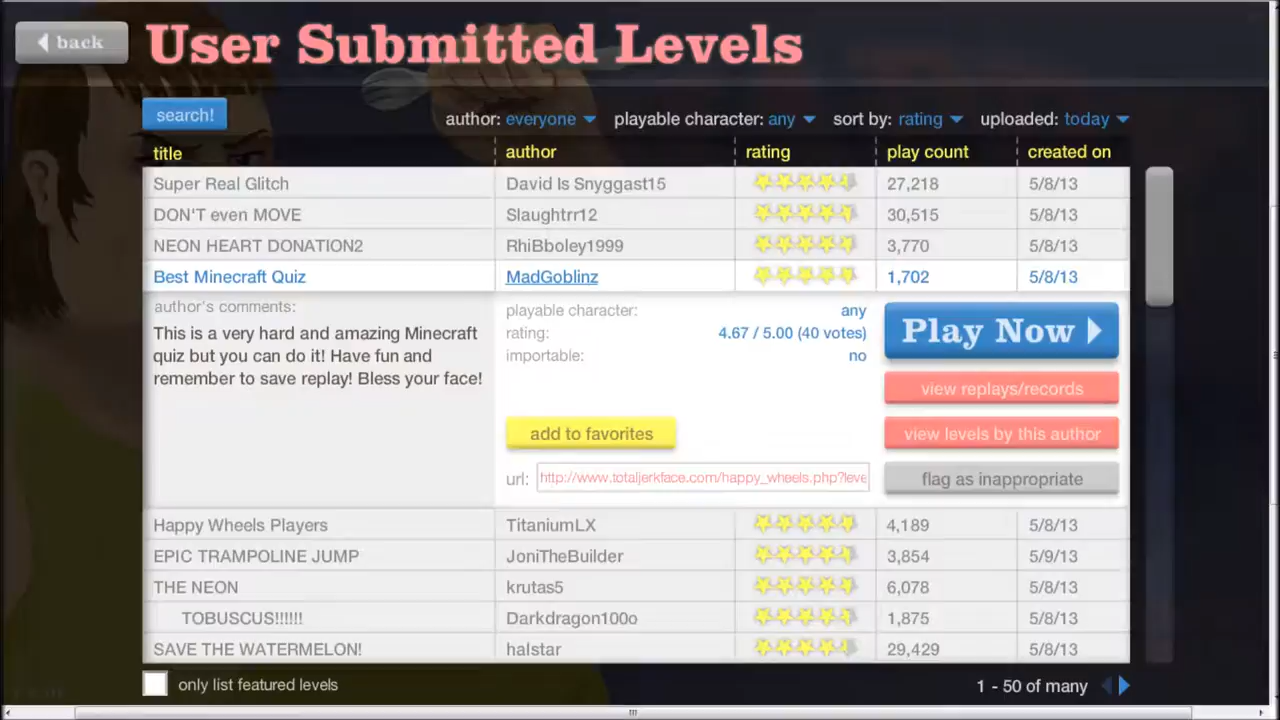 back
User Submitted Levels
search!
author: everyone playable character: any sort by: rating uploaded: today
title author rating play count created on
Super Real Glitch David Is Snyggast15 27,218 5/8/13
DON'T even MOVE Slaughtrr12 30,515 5/8/13
NEON HEART DONATION2 RhiBboley1999 3,770 5/8/13
Best Minecraft Quiz MadGoblinz 1,702 5/8/13
author's comments:
This is a very hard and amazing Minecraft
quiz but you can do it! Have fun and
remember to save replay! Bless your face!
playable character: any
rating: 4.67 / 5.00 (40 votes)
importable: no
add to favorites
url: http://www.totaljerkface.com/happy_wheels.php?leve
Play Now
view replays/records
view levels by this author
flag as inappropriate
Happy Wheels Players TitaniumLX 4,189 5/8/13
EPIC TRAMPOLINE JUMP JoniTheBuilder 3,854 5/9/13
THE NEON krutas5 6,078 5/8/13
TOBUSCUS!!!!!! Darkdragon100o 1,875 5/8/13
SAVE THE WATERMELON! halstar 29,429 5/8/13
only list featured levels 1 - 50 of many